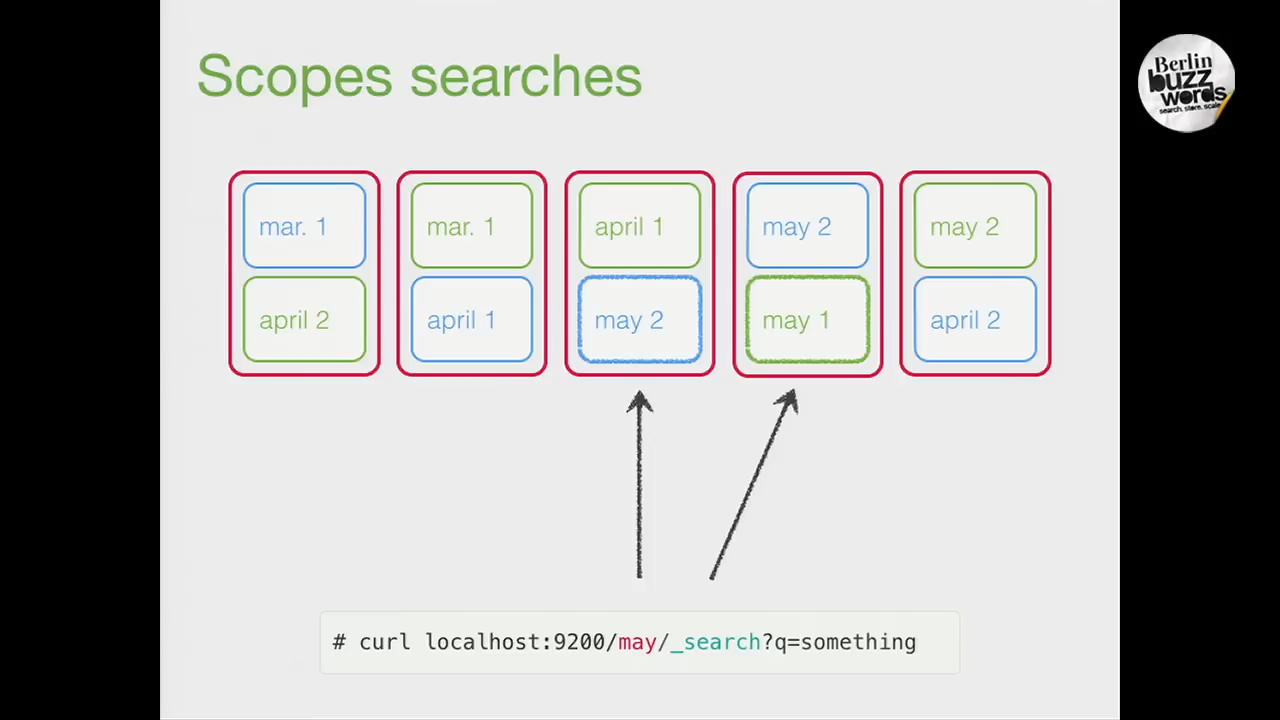 Scopes searches
Berlin
buzz
words
search. store. scale
mar. 1
mar. 1
april 1
may 2
may 2
april 2
april 1
may 2
may 1
april 2
# curl localhost:9200/may/_search?q=something